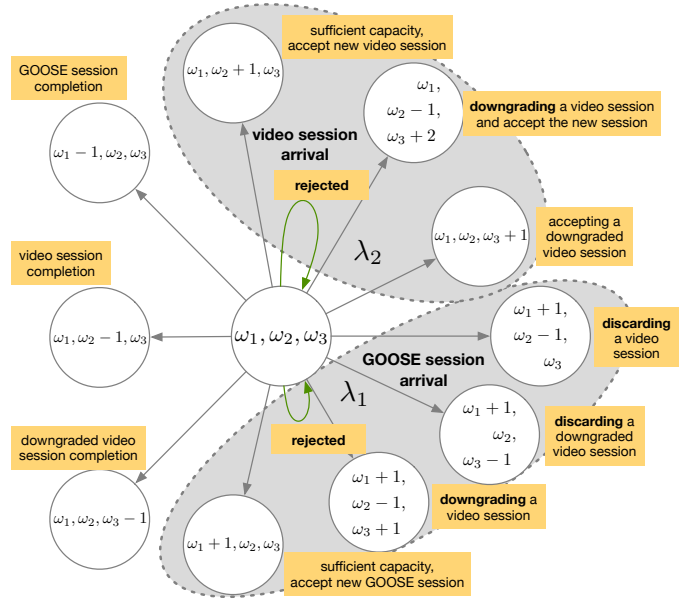 sufficient capacity,
accept new video session
GOOSE session
completion
ω₁, ω₂ + 1, ω₃
ω₁,
ω₂ − 1,
ω₃ + 2
downgrading a video session
and accept the new session
video session
arrival
rejected
ω₁ − 1, ω₂, ω₃
λ₂
ω₁, ω₂, ω₃ + 1
accepting a
downgraded
video session
video session
completion
ω₁, ω₂ − 1, ω₃
ω₁, ω₂, ω₃
ω₁ + 1,
ω₂ − 1,
ω₃
discarding
a video
session
GOOSE session
arrival
λ₁
rejected
ω₁ + 1,
ω₂,
ω₃ − 1
discarding
a downgraded
video session
downgraded video
session completion
ω₁, ω₂, ω₃ − 1
ω₁ + 1,
ω₂ − 1,
ω₃ + 1
downgrading a
video session
ω₁ + 1, ω₂, ω₃
sufficient capacity,
accept new GOOSE session